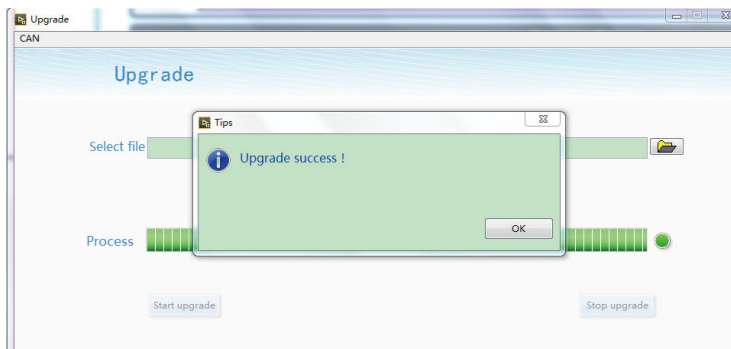 Upgrade
CAN
Upgrade
Tips
Select file
Upgrade success !
OK
Process
Start upgrade
Stop upgrade